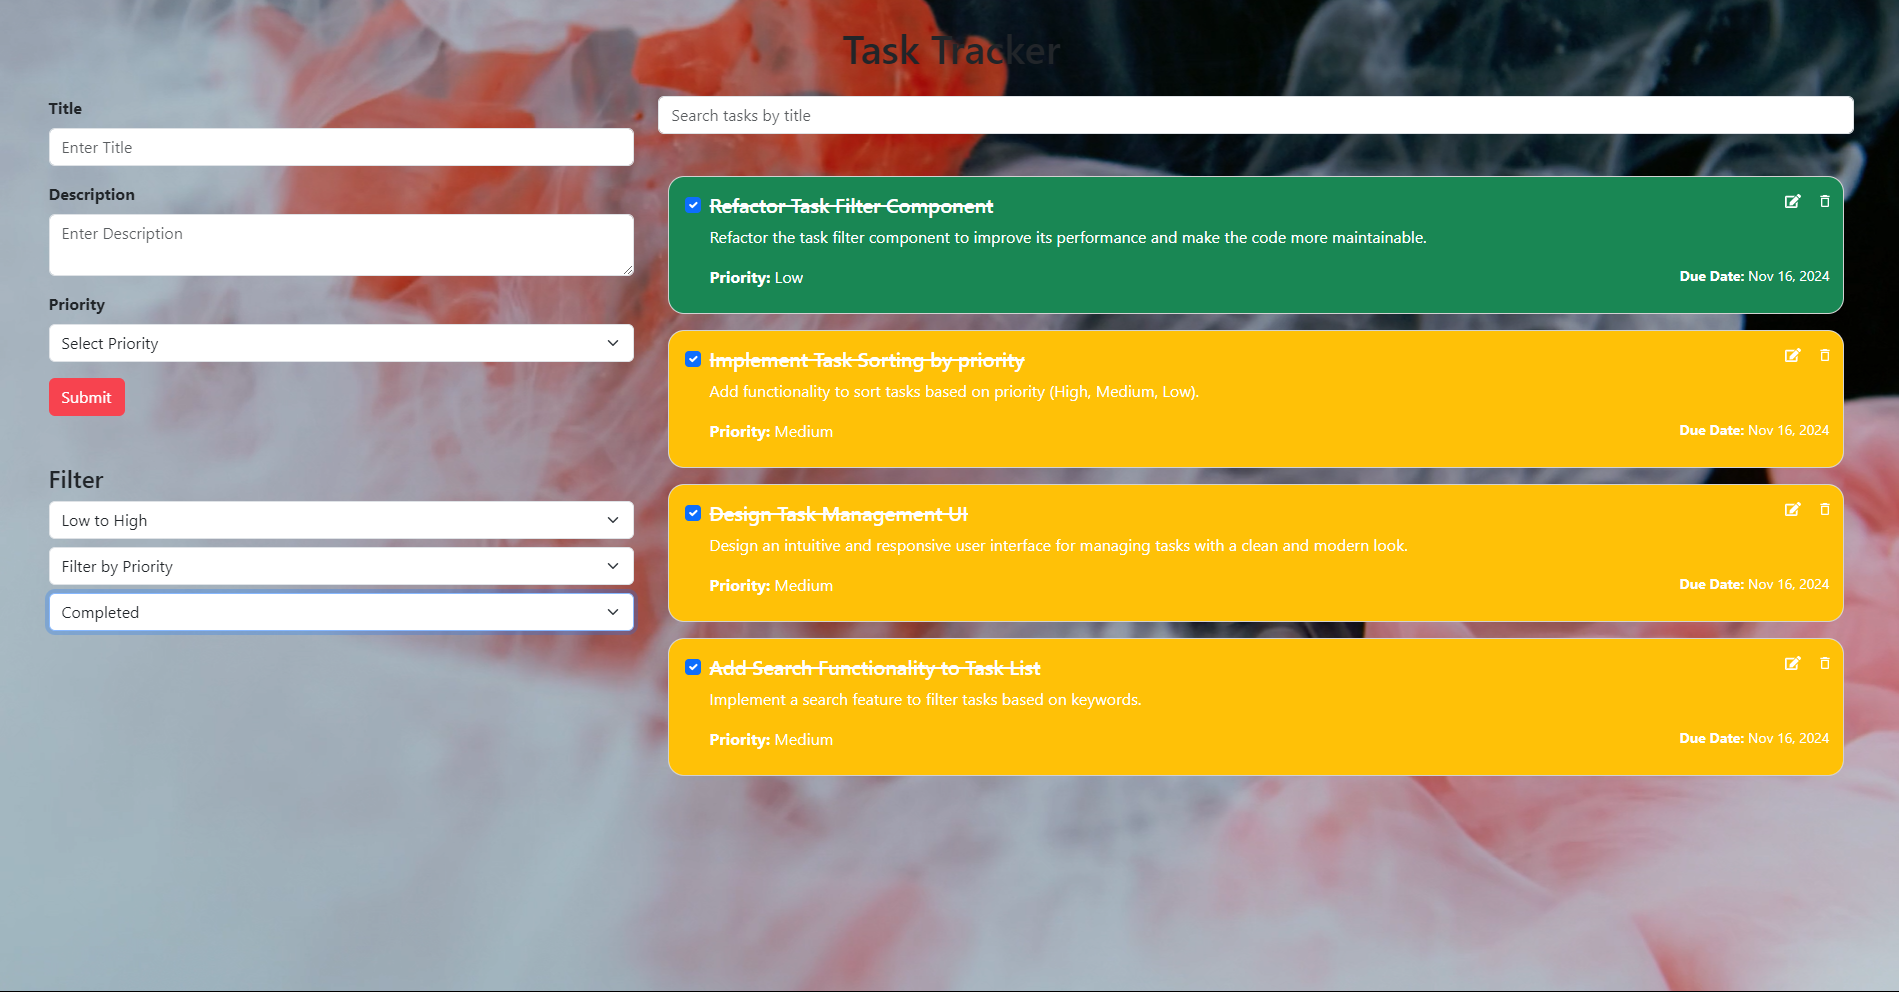 Task Tracker
Title
Enter Title
Description
Enter Description
Priority
Select Priority
Submit
Filter
Low to High
Filter by Priority
Completed
Search tasks by title
Refactor Task Filter Component
Refactor the task filter component to improve its performance and make the code more maintainable.
Priority: Low
Due Date: Nov 16, 2024
Implement Task Sorting by priority
Add functionality to sort tasks based on priority (High, Medium, Low).
Priority: Medium
Due Date: Nov 16, 2024
Design Task Management UI
Design an intuitive and responsive user interface for managing tasks with a clean and modern look.
Priority: Medium
Due Date: Nov 16, 2024
Add Search Functionality to Task List
Implement a search feature to filter tasks based on keywords.
Priority: Medium
Due Date: Nov 16, 2024